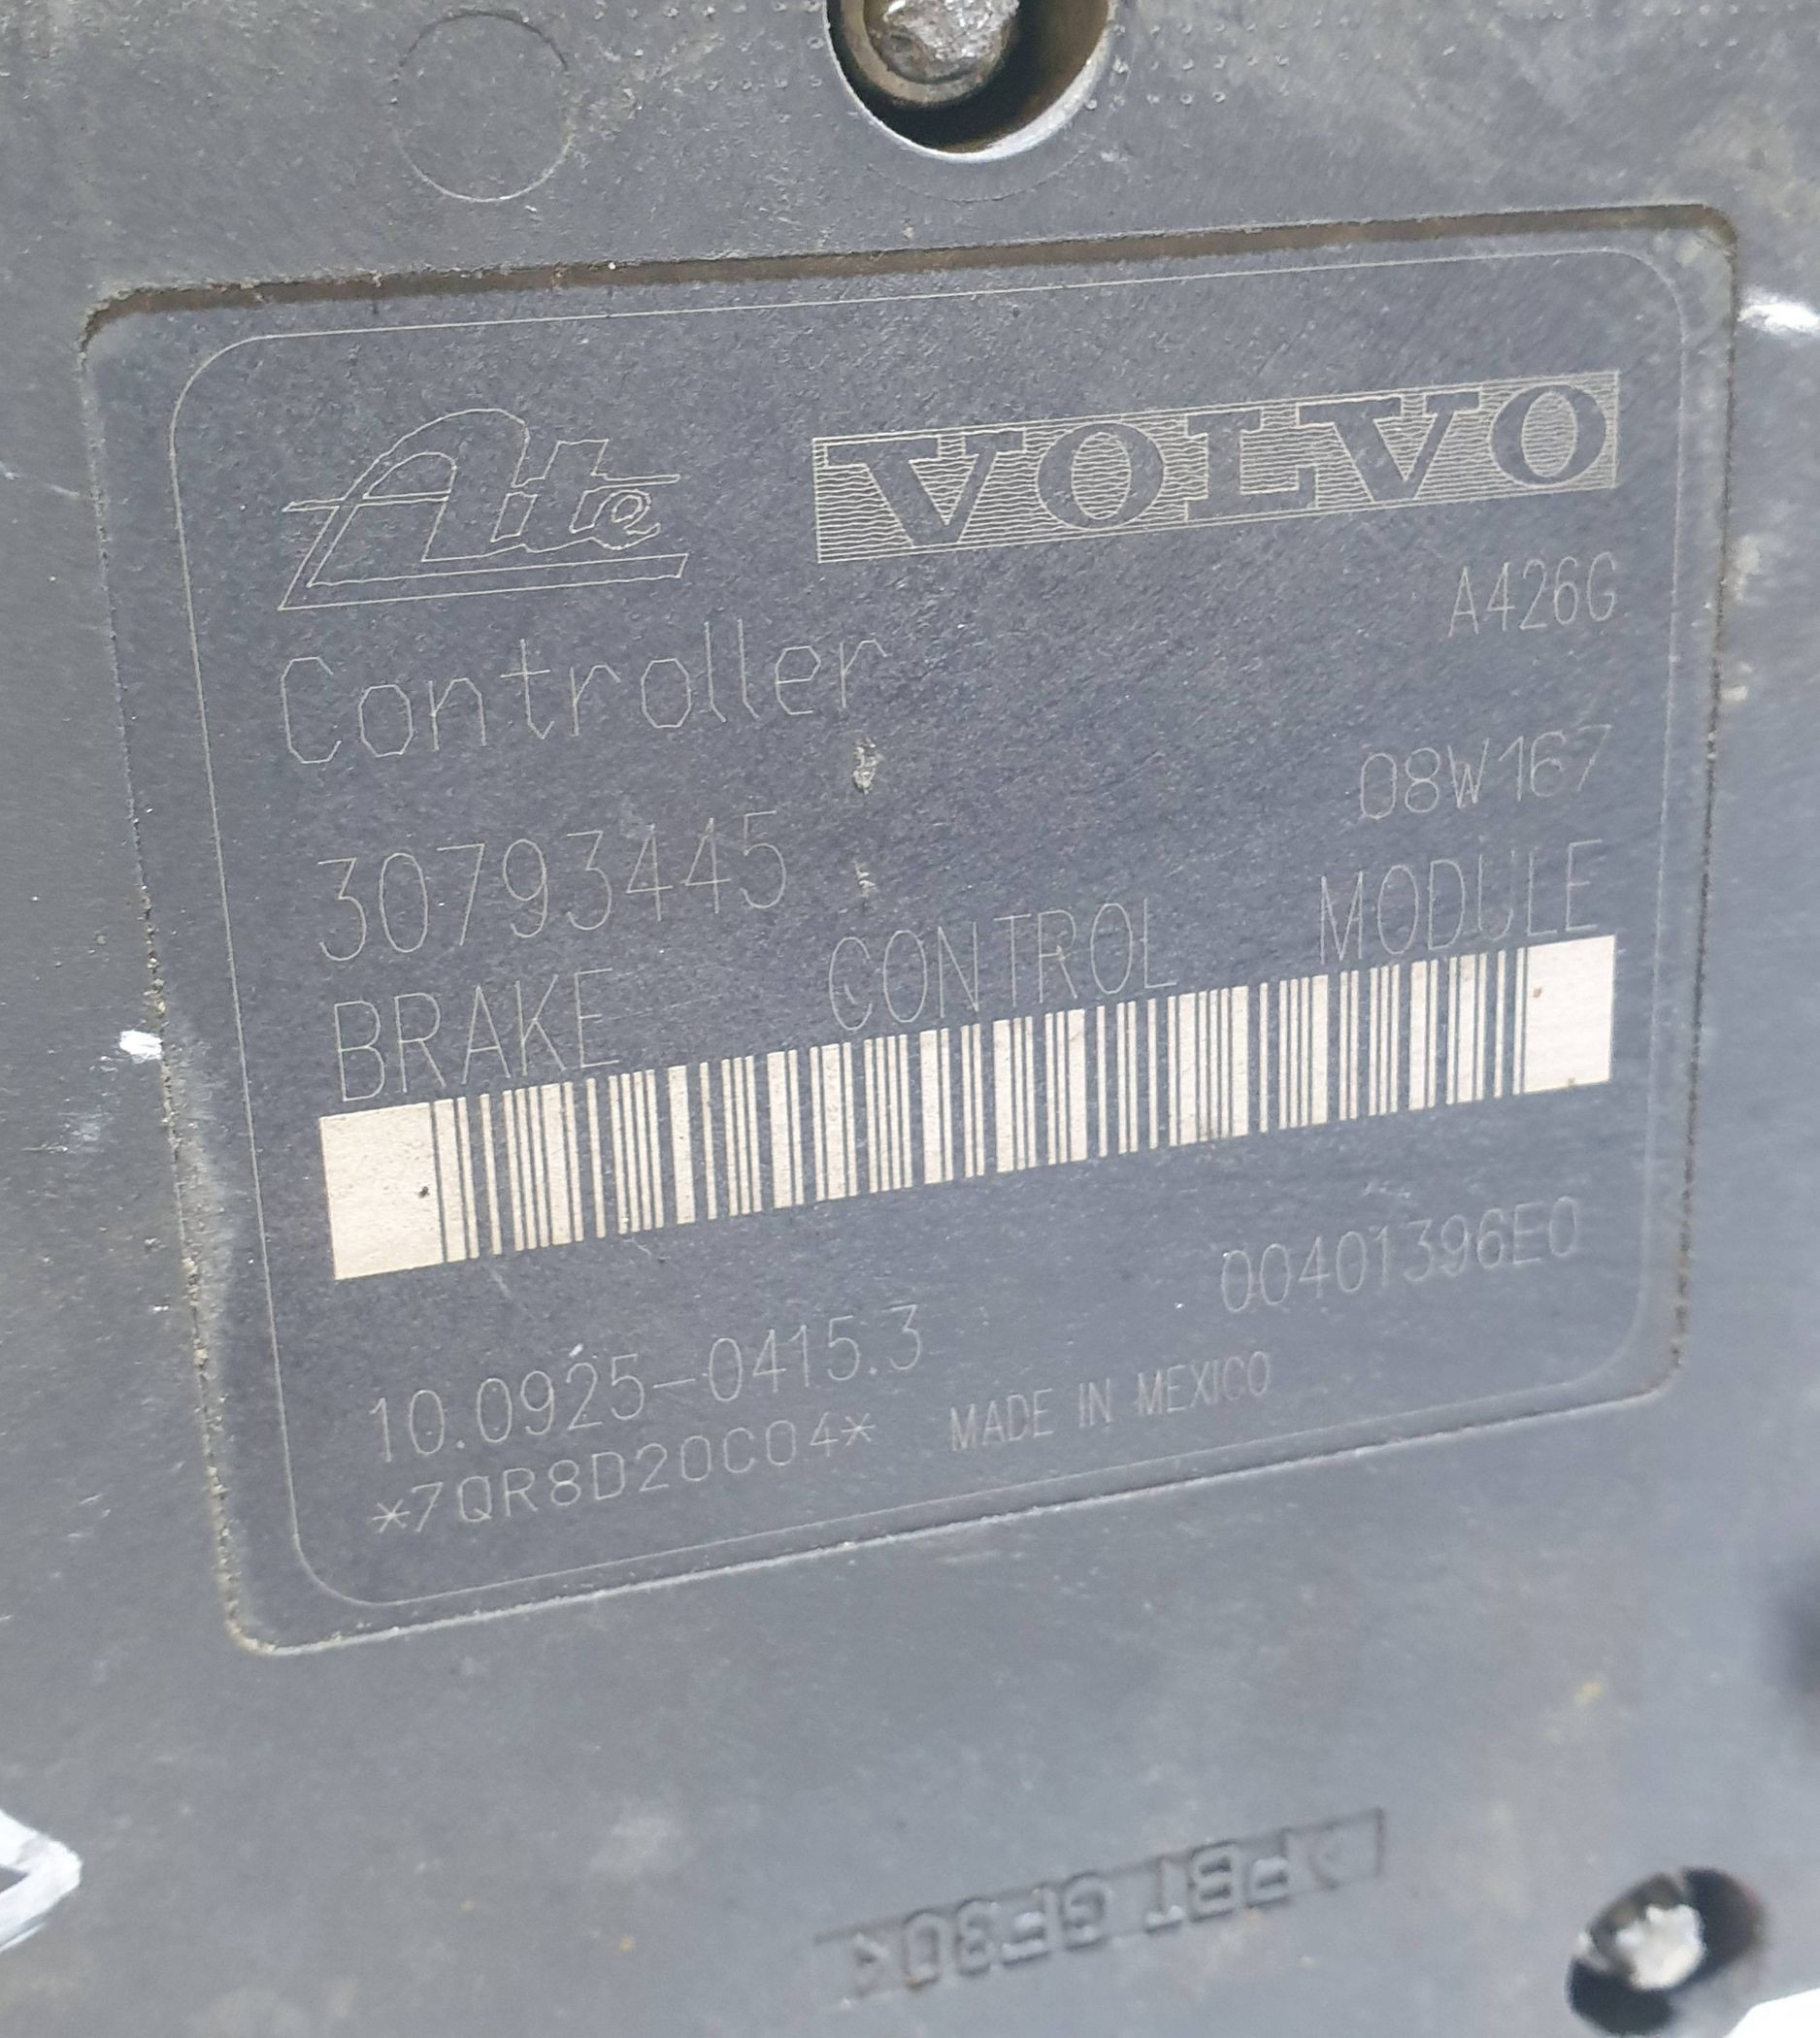 Ate VOLVO
A426G
Controller
08W167
30793445
BRAKE CONTROL MODULE
00401396E0
10.0925-0415.3
*7QR8D20C04* MADE IN MEXICO
>PBT GF30<